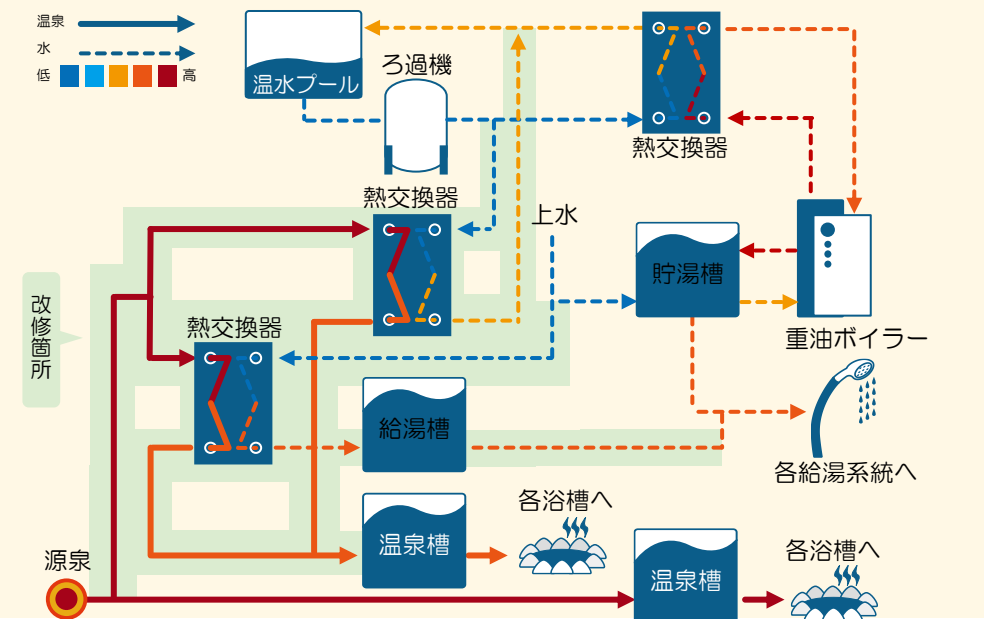 温泉
水
低 高
温水プール
ろ過機
熱交換器
熱交換器
上水
貯湯槽
改修箇所
熱交換器
重油ボイラー
給湯槽
各給湯系統へ
各浴槽へ
温泉槽
源泉
各浴槽へ
温泉槽